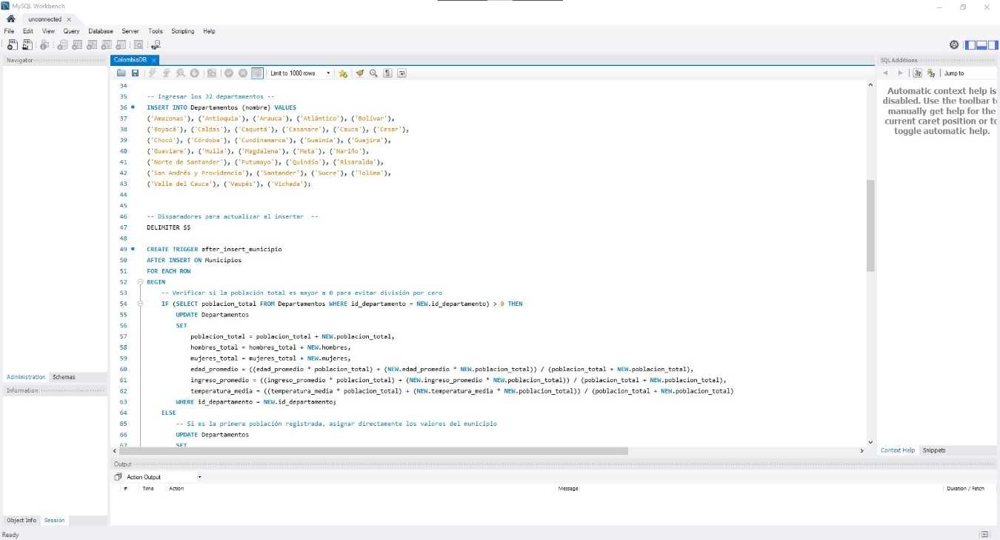 MySQL Workbench
unconnected
File Edit View Query Database Server Tools Scripting Help
Navigator
ColombiaDB
SQL Additions
Limit to 1000 rows
Jump to
34
35 -- Ingresar los 32 departamentos --
36 INSERT INTO Departamentos (nombre) VALUES
37 ('Amazonas'), ('Antioquia'), ('Arauca'), ('Atlántico'), ('Bolívar'),
38 ('Boyacá'), ('Caldas'), ('Caquetá'), ('Casanare'), ('Cauca'), ('Cesar'),
39 ('Chocó'), ('Córdoba'), ('Cundinamarca'), ('Guainía'), ('Guajira'),
40 ('Guaviare'), ('Huila'), ('Magdalena'), ('Meta'), ('Nariño'),
41 ('Norte de Santander'), ('Putumayo'), ('Quindío'), ('Risaralda'),
42 ('San Andrés y Providencia'), ('Santander'), ('Sucre'), ('Tolima'),
43 ('Valle del Cauca'), ('Vaupés'), ('Vichada');
44
45
46 -- Disparadores para actualizar al insertar --
47 DELIMITER $$
48
49 CREATE TRIGGER after_insert_municipio
50 AFTER INSERT ON Municipios
51 FOR EACH ROW
52 BEGIN
53 -- Verificar si la población total es mayor a 0 para evitar división por cero
54 IF (SELECT poblacion_total FROM Departamentos WHERE id_departamento = NEW.id_departamento) > 0 THEN
55 UPDATE Departamentos
56 SET
57 poblacion_total = poblacion_total + NEW.poblacion_total,
58 hombres_total = hombres_total + NEW.hombres,
59 mujeres_total = mujeres_total + NEW.mujeres,
60 edad_promedio = ((edad_promedio * poblacion_total) + (NEW.edad_promedio * NEW.poblacion_total)) / (poblacion_total + NEW.poblacion_total),
61 ingreso_promedio = ((ingreso_promedio * poblacion_total) + (NEW.ingreso_promedio * NEW.poblacion_total)) / (poblacion_total + NEW.poblacion_total),
62 temperatura_media = ((temperatura_media * poblacion_total) + (NEW.temperatura_media * NEW.poblacion_total)) / (poblacion_total + NEW.poblacion_total)
63 WHERE id_departamento = NEW.id_departamento;
64 ELSE
65 -- Si es la primera población registrada, asignar directamente los valores del municipio
66 UPDATE Departamentos
67 SET
Automatic context help is
disabled. Use the toolbar to
manually get help for the
current caret position or to
toggle automatic help.
Administration Schemas
Information
Context Help Snippets
Output
Action Output
# Time Action Message Duration / Fetch
Object Info Session
Ready